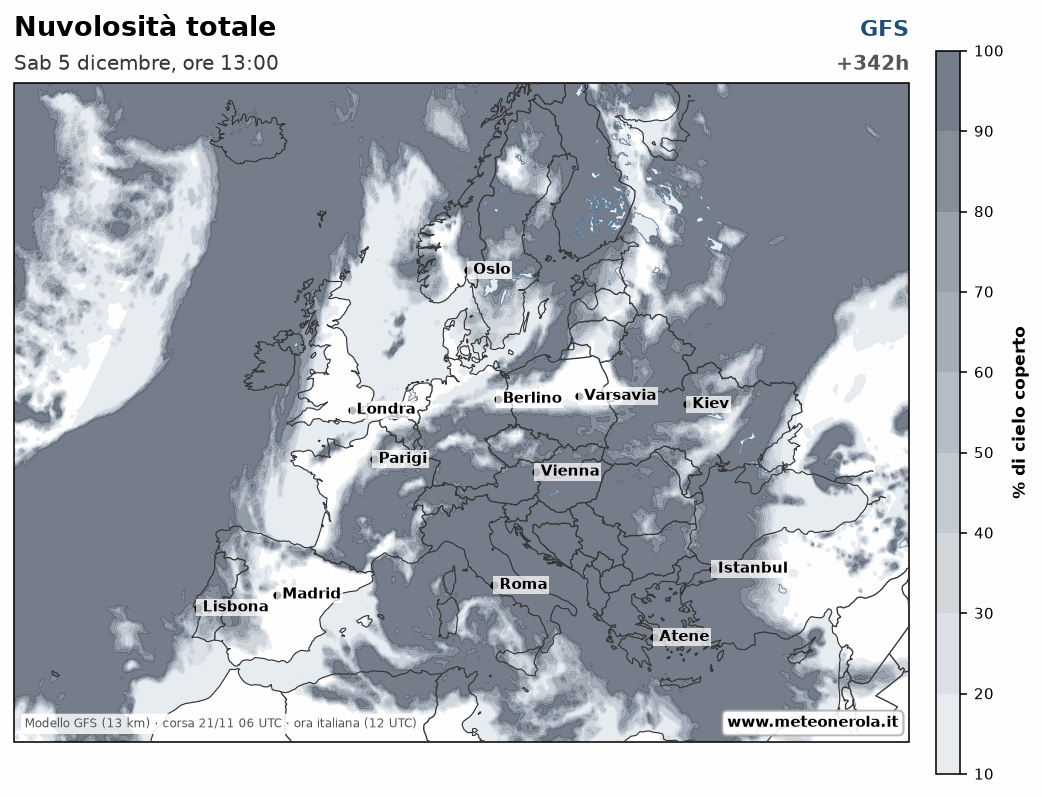 Nuvolosità totale
GFS
Sab 5 dicembre, ore 13:00
+342h
100
90
80
70
60
50
40
30
20
10
% di cielo coperto
Oslo
Berlino
Varsavia
Kiev
Londra
Parigi
Vienna
Istanbul
Roma
Madrid
Lisbona
Atene
Modello GFS (13 km) · corsa 21/11 06 UTC · ora italiana (12 UTC)
www.meteonerola.it